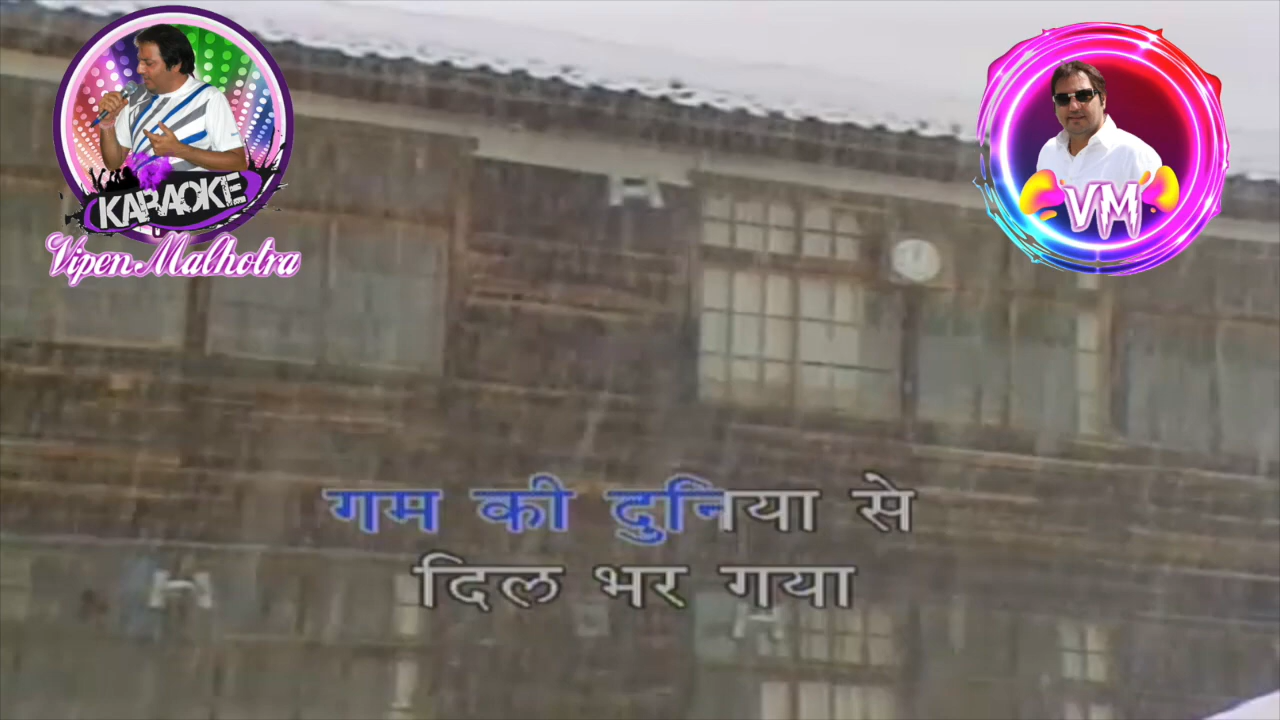 KARAOKE
Vipen Malhotra
VM
गम की दुनिया से
दिल भर गया